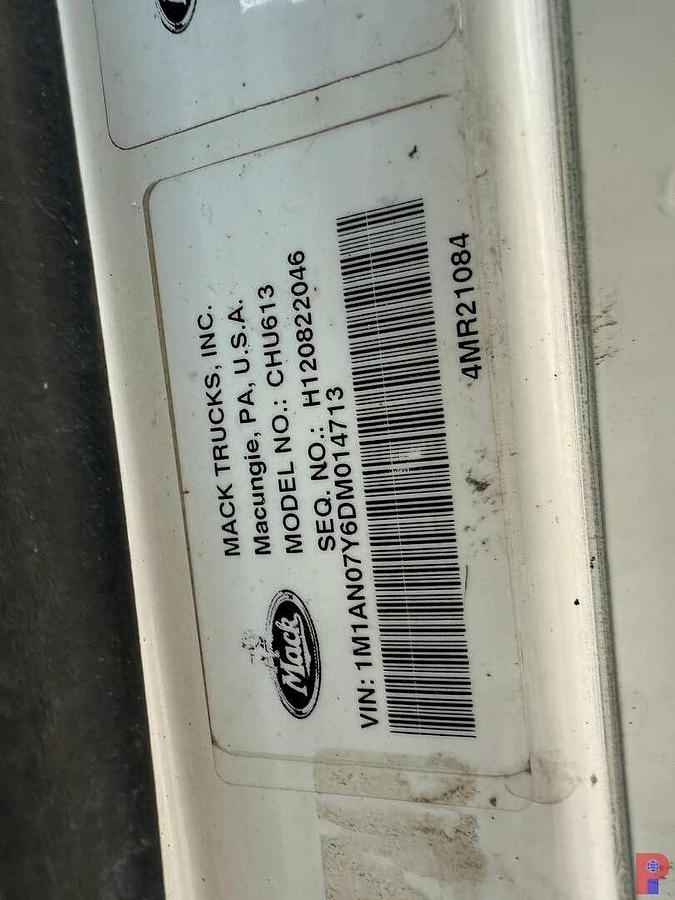 MACK TRUCKS, INC.
Macungie, PA, U.S.A.
MODEL NO.: CHU613
SEQ. NO.: H120822046
Mack
VIN: 1M1AN07Y6DM014713
4MR21084